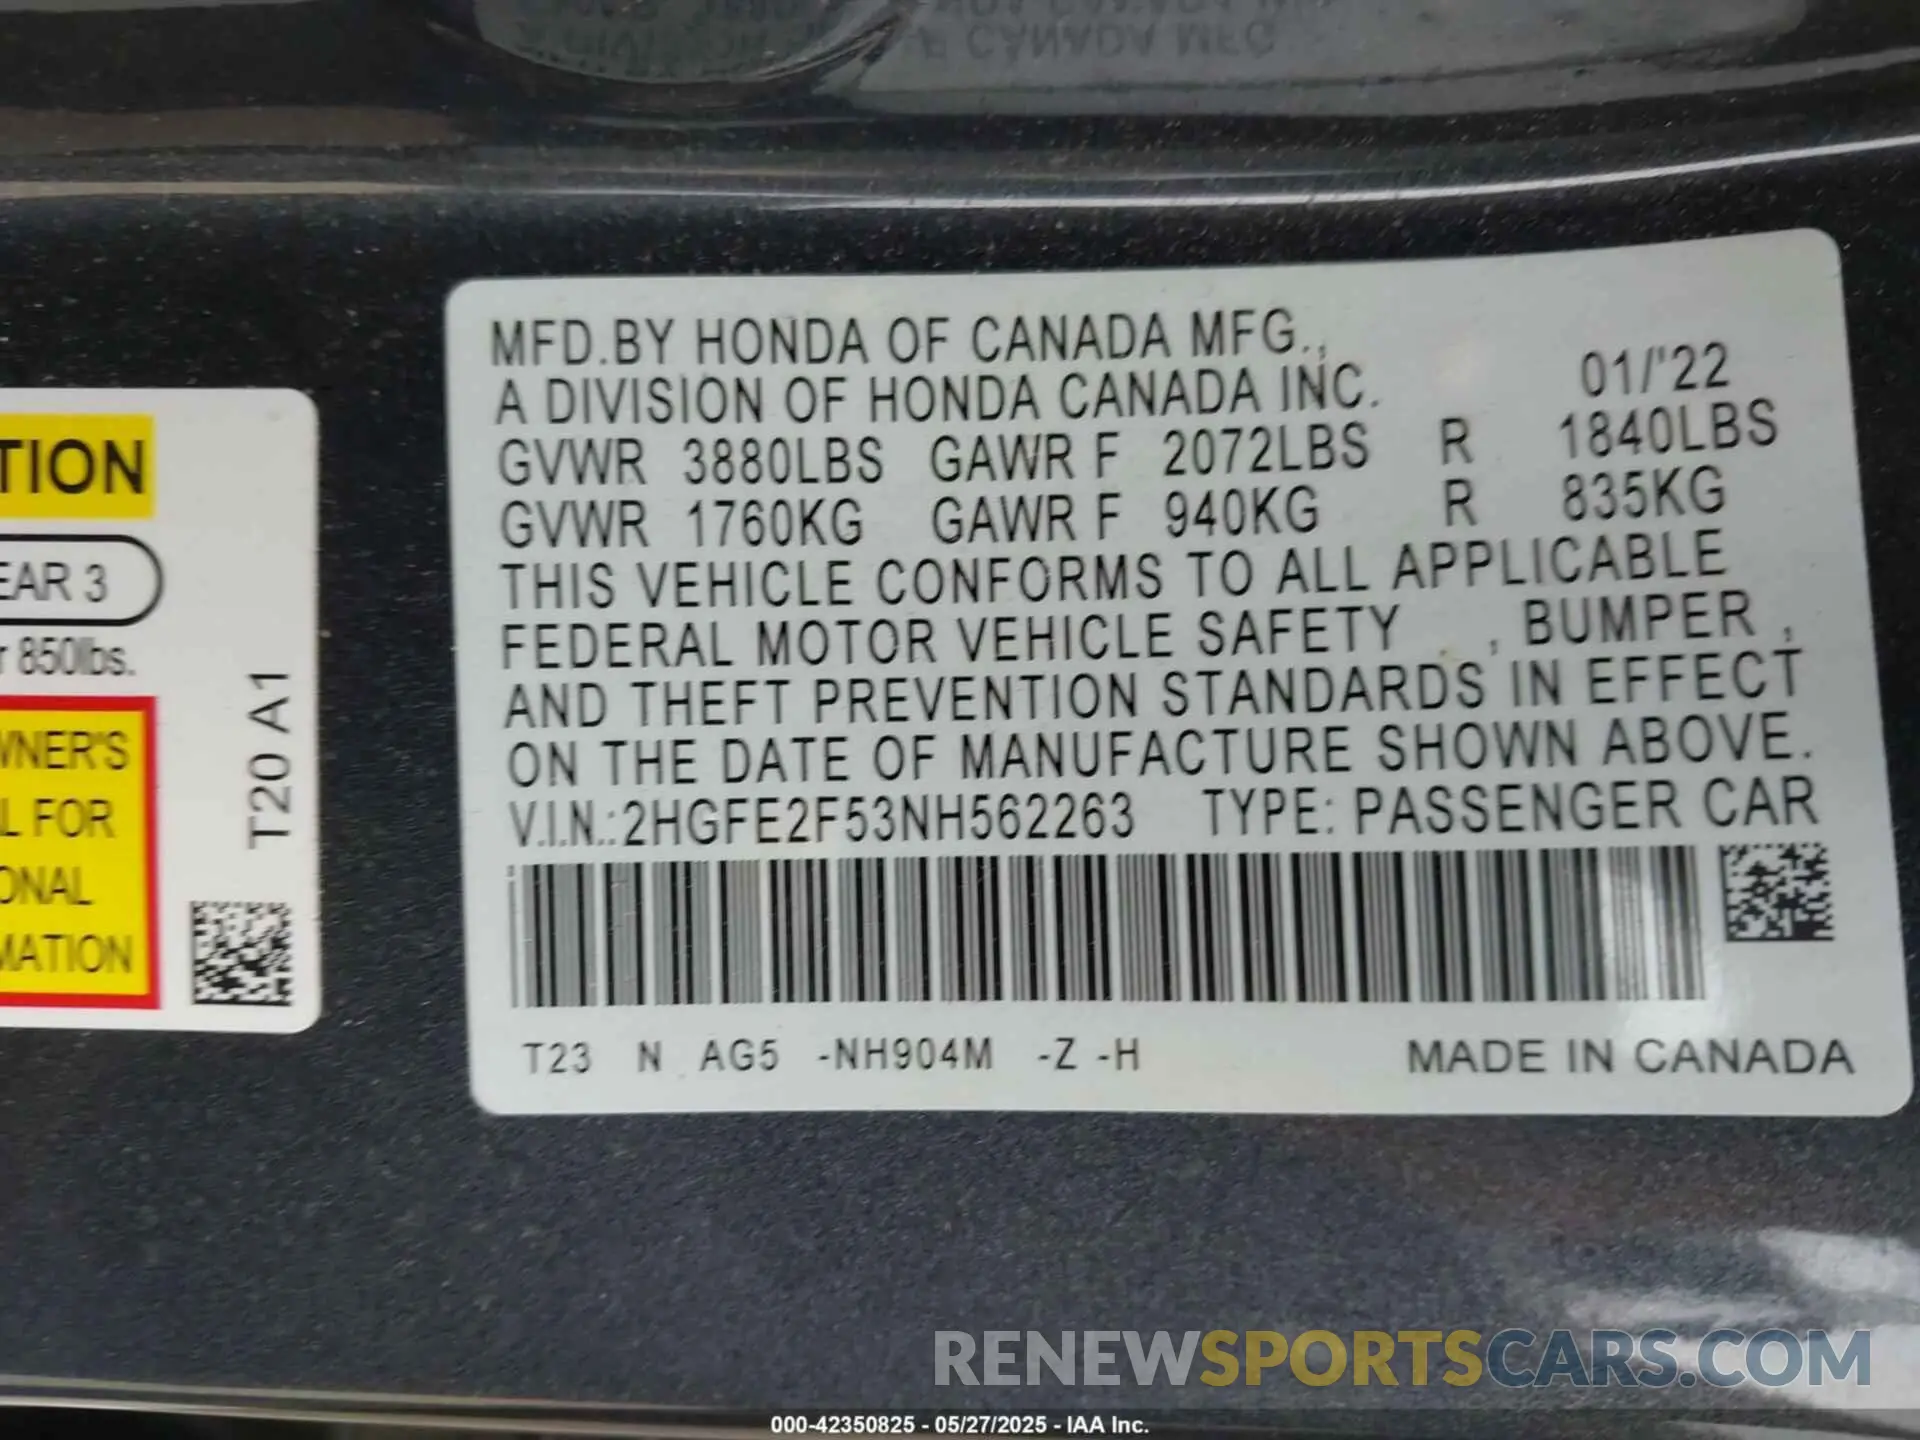 TION
EAR 3
r 850lbs.
WNER'S
L FOR
ONAL
MATION
T20 A1
MFD.BY HONDA OF CANADA MFG.,
A DIVISION OF HONDA CANADA INC. 01/'22
GVWR 3880LBS GAWR F 2072LBS R 1840LBS
GVWR 1760KG GAWR F 940KG R 835KG
THIS VEHICLE CONFORMS TO ALL APPLICABLE
FEDERAL MOTOR VEHICLE SAFETY , BUMPER ,
AND THEFT PREVENTION STANDARDS IN EFFECT
ON THE DATE OF MANUFACTURE SHOWN ABOVE.
V.I.N.:2HGFE2F53NH562263 TYPE: PASSENGER CAR
T23 N AG5 -NH904M -Z -H MADE IN CANADA
RENEWSPORTSCARS.COM
000-42350825 - 05/27/2025 - IAA Inc.